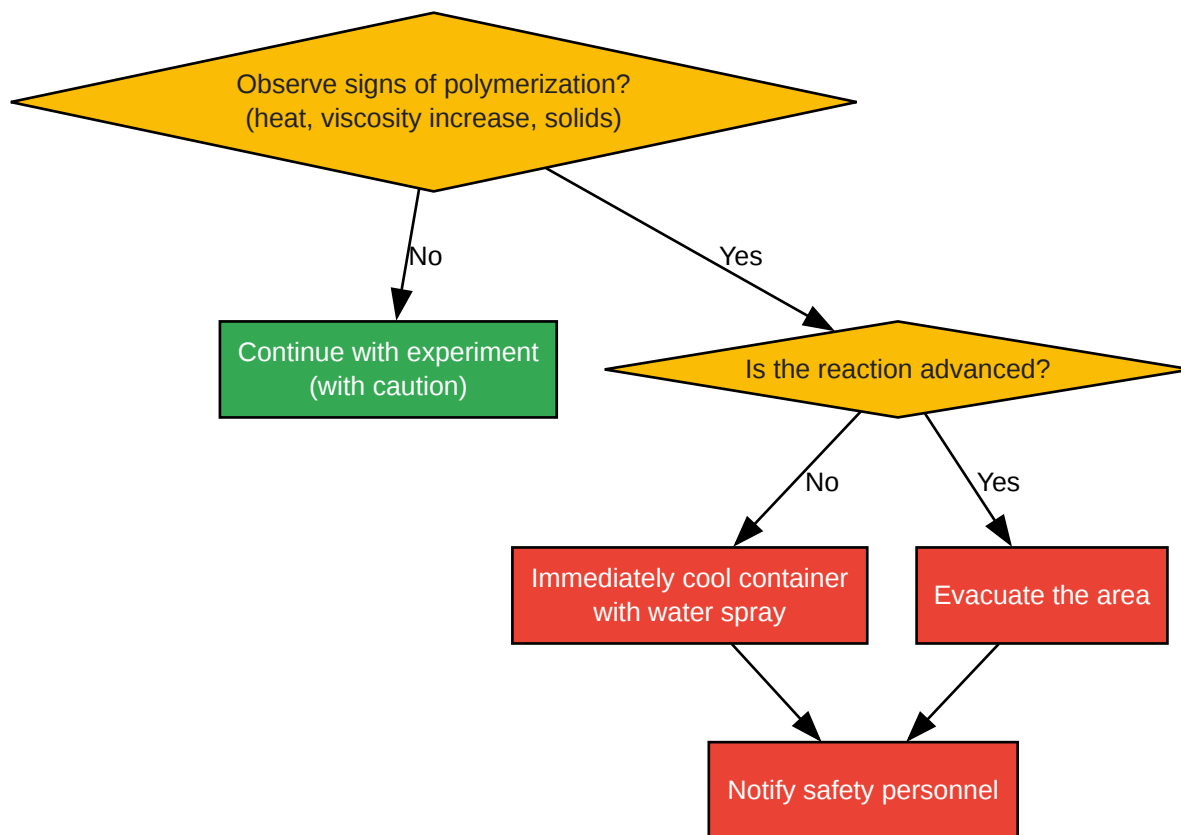 Observe signs of polymerization?
(heat, viscosity increase, solids)
No
Yes
Continue with experiment
(with caution)
Is the reaction advanced?
No
Yes
Immediately cool container
with water spray
Evacuate the area
Notify safety personnel